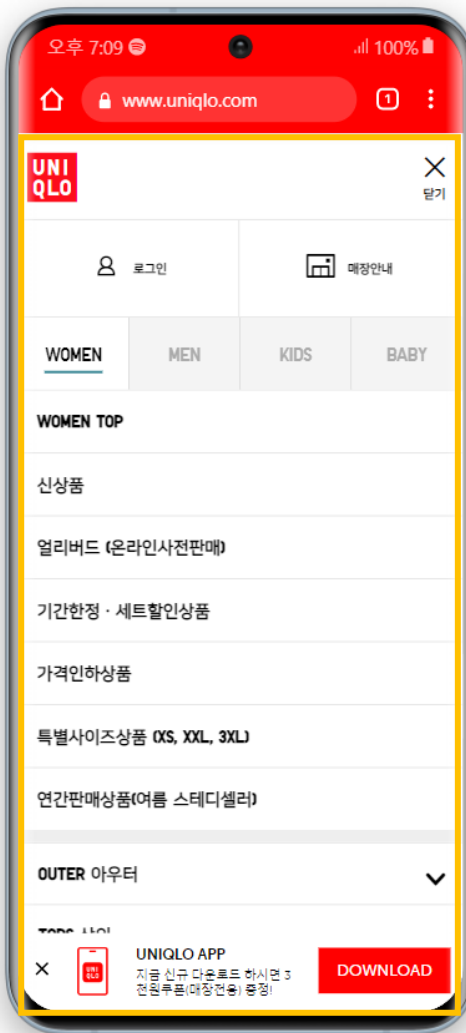 오후 7:09
100%
www.uniqlo.com
1
UNI
QLO
닫기
로그인
매장안내
WOMEN
MEN
KIDS
BABY
WOMEN TOP
신상품
얼리버드 (온라인사전판매)
기간한정 · 세트할인상품
가격인하상품
특별사이즈상품 (XS, XXL, 3XL)
연간판매상품(여름 스테디셀러)
OUTER 아우터
TOPS 상의
UNI
QLO
UNIQLO APP
지금 신규 다운로드 하시면 3
천원쿠폰(매장전용) 증정!
DOWNLOAD